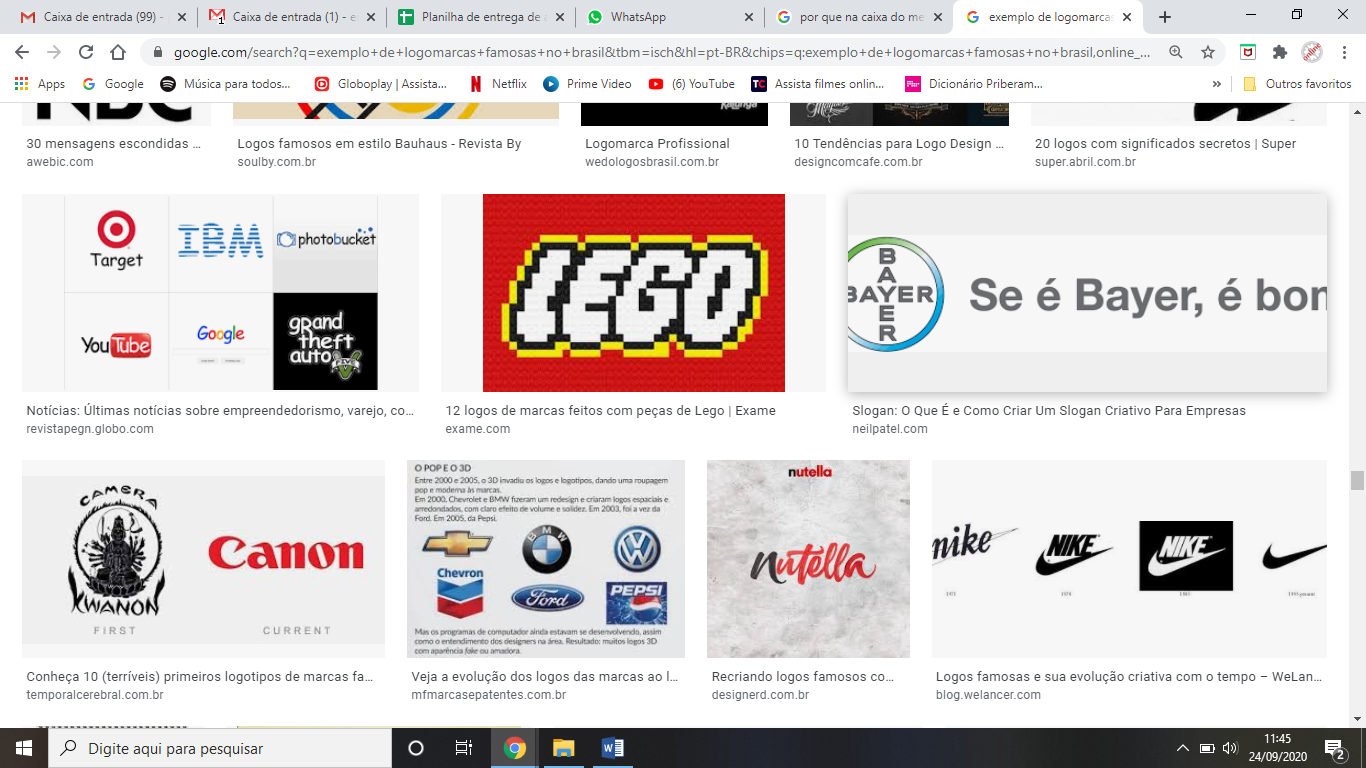 Caixa de entrada (99) -
Caixa de entrada (1) - e
Planilha de entrega de a
WhatsApp
por que na caixa do me
exemplo de logomarcas
google.com/search?q=exemplo+de+logomarcas+famosas+no+brasil&tbm=isch&hl=pt-BR&chips=q:exemplo+de+logomarcas+famosas+no+brasil,online_...
Apps
Google
Música para todos...
Globoplay | Assista...
Netflix
Prime Video
(6) YouTube
Assista filmes onlin...
Dicionário Priberam...
»
Outros favoritos
NBC
30 mensagens escondidas ...
awebic.com
Logos famosos em estilo Bauhaus - Revista By
soulby.com.br
Logomarca Profissional
wedologosbrasil.com.br
10 Tendências para Logo Design ...
designcomcafe.com.br
20 logos com significados secretos | Super
super.abril.com.br
Target
IBM
photobucket
YouTube
Google
grand
theft
auto
FIVE
Notícias: Últimas notícias sobre empreendedorismo, varejo, co...
revistapegn.globo.com
LEGO
12 logos de marcas feitos com peças de Lego | Exame
exame.com
BAYER
BAYER
Se é Bayer, é bom
Slogan: O Que É e Como Criar Um Slogan Criativo Para Empresas
neilpatel.com
CAMERA
KWANON
FIRST
Canon
CURRENT
Conheça 10 (terríveis) primeiros logotipos de marcas fa...
temporalcerebral.com.br
O POP E O 3D
Entre 2000 e 2005, o 3D invadiu os logos e logotipos, dando uma roupagem
pop e moderna às marcas.
Em 2000, Chevrolet e BMW fizeram um redesign e criaram logos espaciais e
arredondados, com claro efeito de volume e solidez. Em 2003, foi a vez da
Ford. Em 2005, da Pepsi.
BMW
Chevron
Ford
PEPSI
Mas os programas de computador ainda estavam se desenvolvendo, assim
como o entendimento dos designers na área. Resultado: muitos logos 3D
com aparência fake ou amadora.
Veja a evolução dos logos das marcas ao l...
mfmarcasepatentes.com.br
nutella
nutella
Recriando logos famosos co...
designerd.com.br
nike
NIKE
NIKE
1971
Logos famosas e sua evolução criativa com o tempo – WeLan...
blog.welancer.com
Digite aqui para pesquisar
11:45
24/09/2020
2